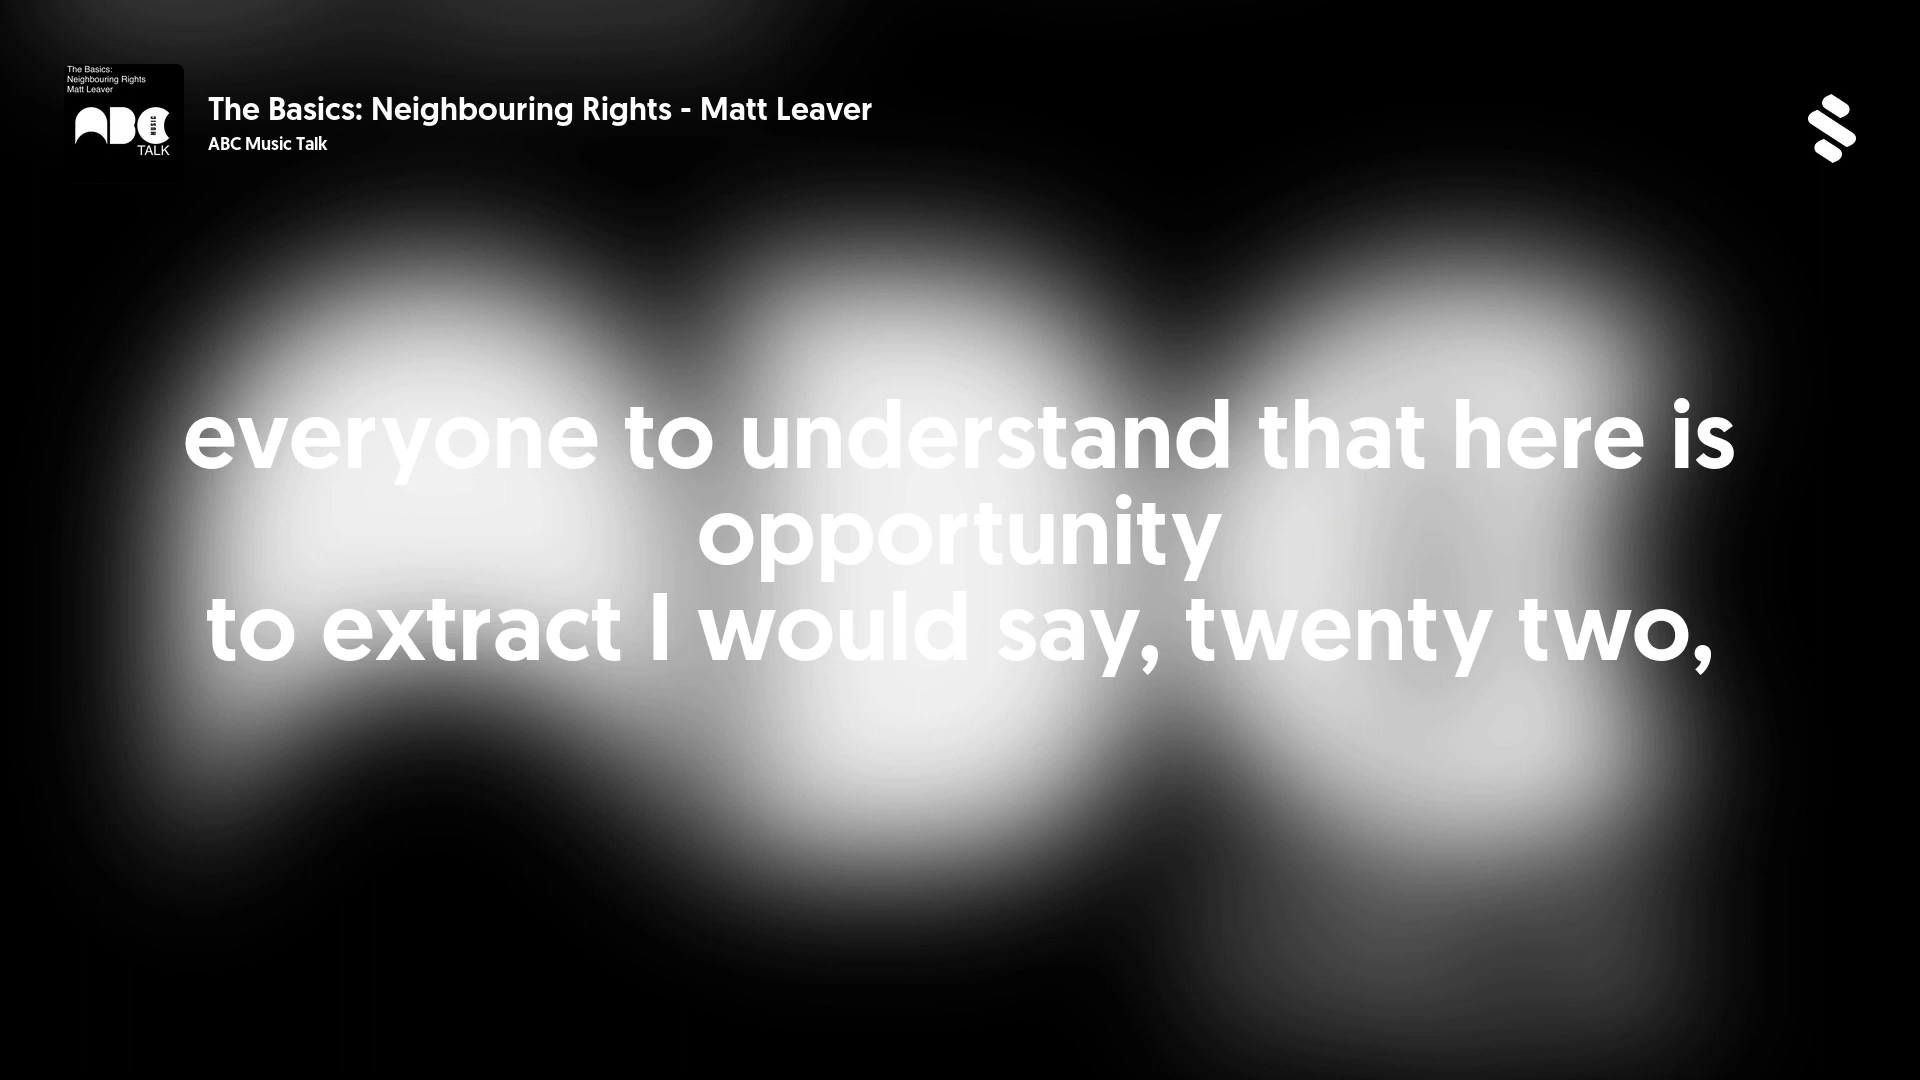 The Basics:
Neighbouring Rights
Matt Leaver
ABC
MUSIC
TALK
The Basics: Neighbouring Rights - Matt Leaver
ABC Music Talk
everyone to understand that here is
opportunity
to extract I would say, twenty two,